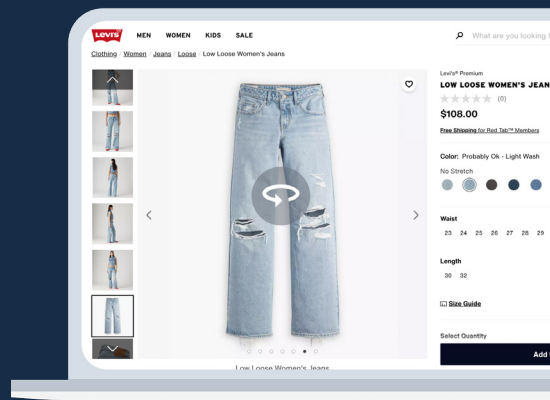 Levi's
MEN WOMEN KIDS SALE
What are you looking
Clothing / Women / Jeans / Loose / Low Loose Women's Jeans
Levi's® Premium
LOW LOOSE WOMEN'S JEAN
(0)
$108.00
Free Shipping for Red Tab™ Members
Color: Probably Ok - Light Wash
No Stretch
Waist
23 24 25 26 27 28 29
Length
30 32
Size Guide
Select Quantity
Add
Low Loose Women's Jeans